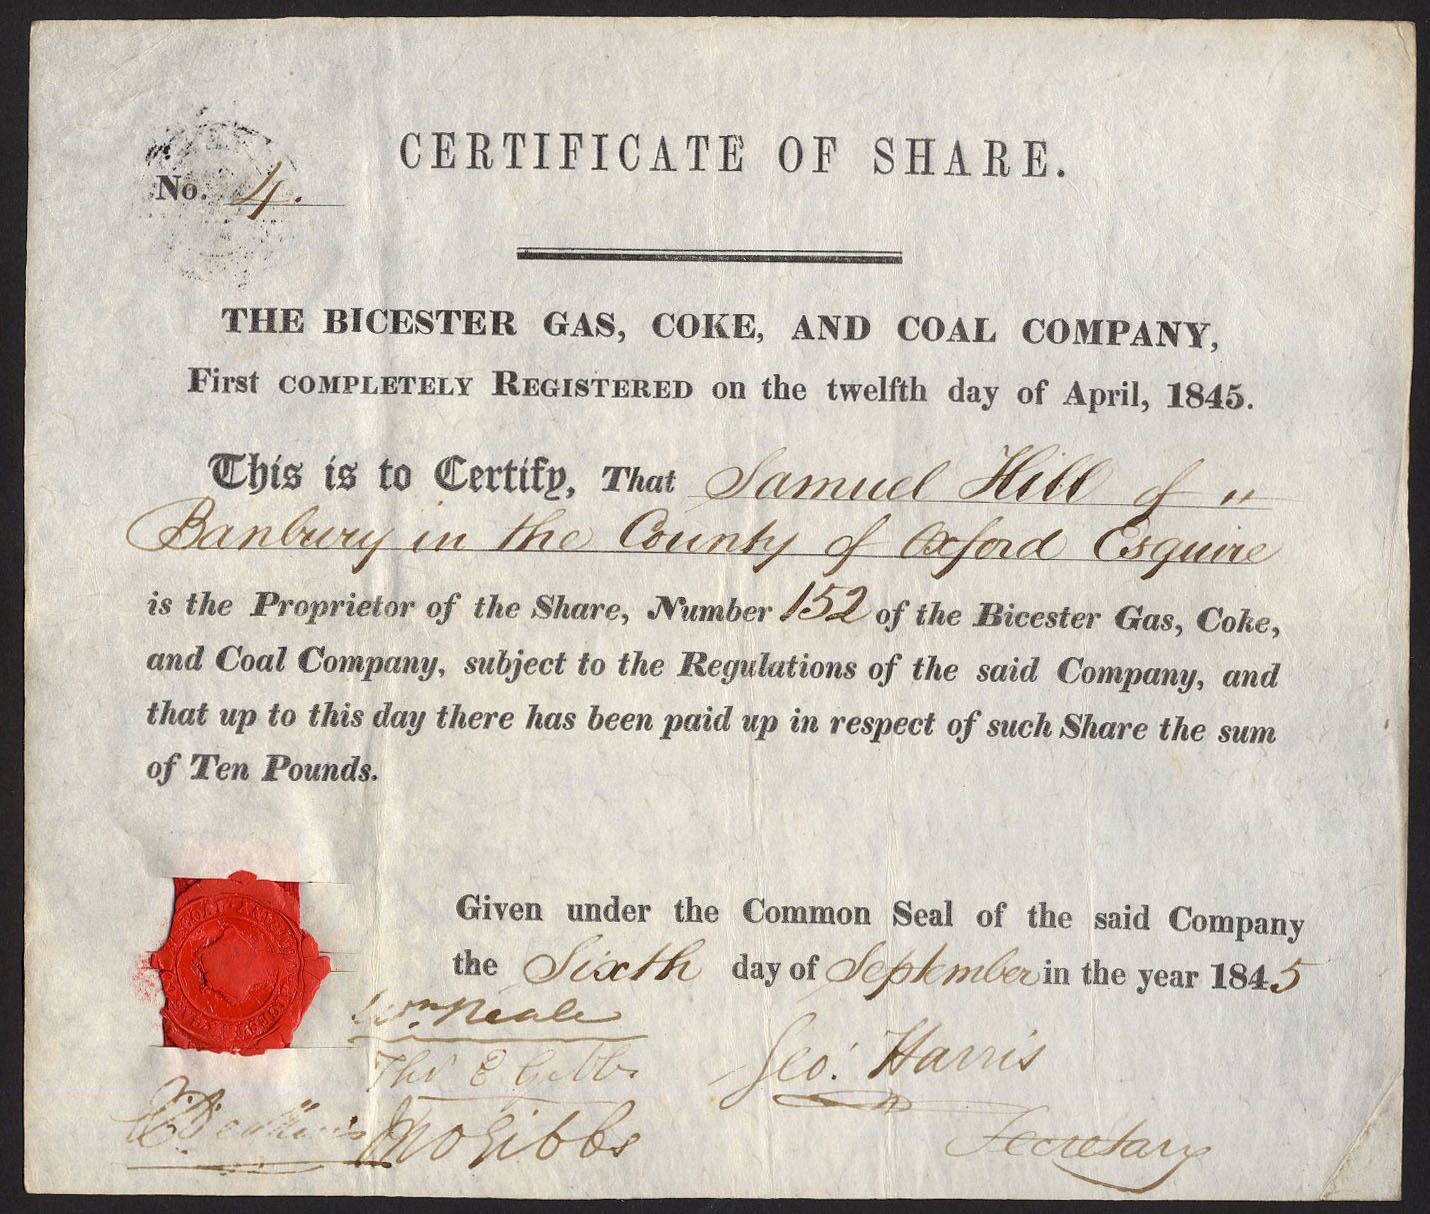 CERTIFICATE OF SHARE.
No. 4.
THE BICESTER GAS, COKE, AND COAL COMPANY,
First COMPLETELY REGISTERED on the twelfth day of April, 1845.
This is to Certify, That Samuel Hill of "
Banbury in the County of Oxford Esquire
is the Proprietor of the Share, Number 152 of the Bicester Gas, Coke,
and Coal Company, subject to the Regulations of the said Company, and
that up to this day there has been paid up in respect of such Share the sum
of Ten Pounds.
Given under the Common Seal of the said Company
the Sixth day of September in the year 1845
Wm Neale
Thos E Gibbs
Geo: Harris
Jno Gibbs
Secretary